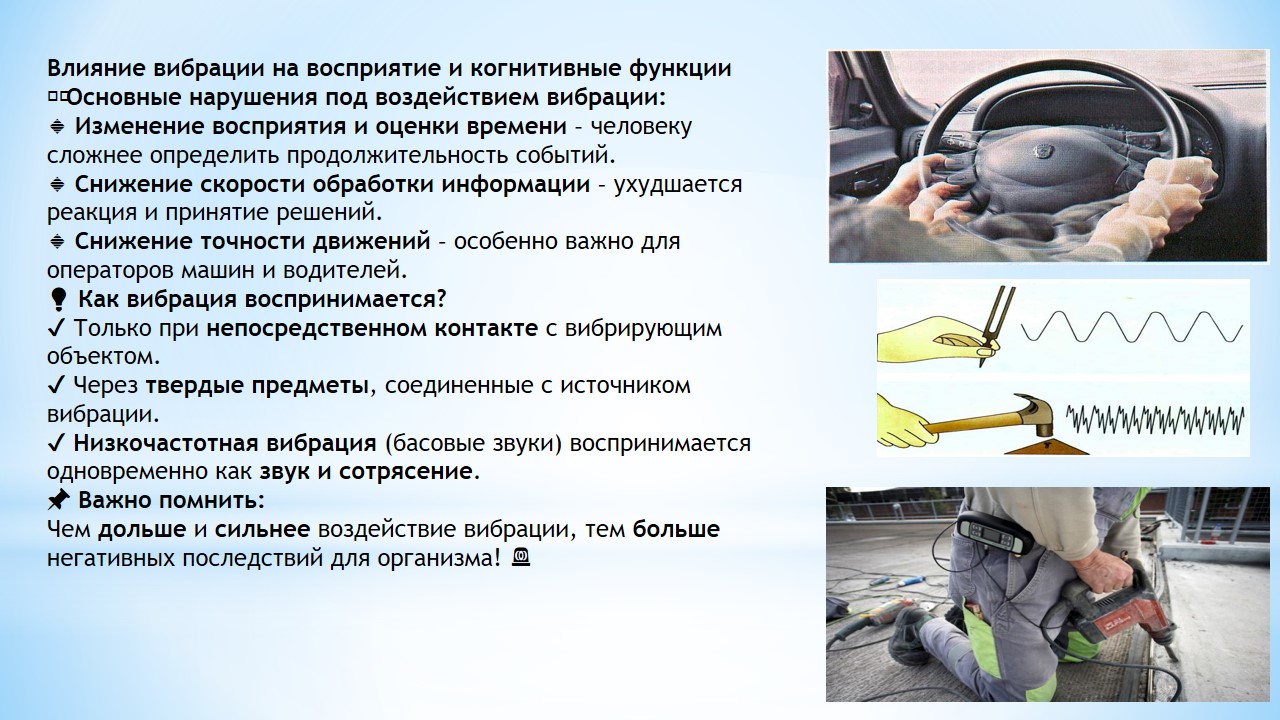 Влияние вибрации на восприятие и когнитивные функции
Основные нарушения под воздействием вибрации:
Изменение восприятия и оценки времени – человеку
сложнее определить продолжительность событий.
Снижение скорости обработки информации – ухудшается
реакция и принятие решений.
Снижение точности движений – особенно важно для
операторов машин и водителей.
💡 Как вибрация воспринимается?
✔ Только при непосредственном контакте с вибрирующим
объектом.
✔ Через твердые предметы, соединенные с источником
вибрации.
✔ Низкочастотная вибрация (басовые звуки) воспринимается
одновременно как звук и сотрясение.
📌 Важно помнить:
Чем дольше и сильнее воздействие вибрации, тем больше
негативных последствий для организма! 🚨